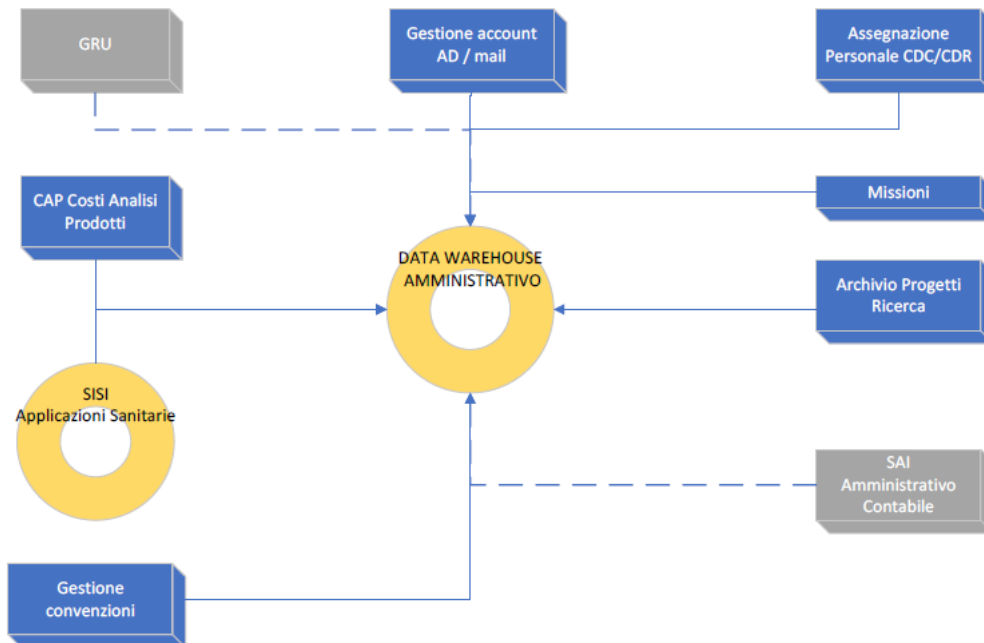 GRU
Gestione account
AD / mail
Assegnazione
Personale CDC/CDR
CAP Costi Analisi
Prodotti
Missioni
DATA WAREHOUSE
AMMINISTRATIVO
Archivio Progetti
Ricerca
SISI
Applicazioni Sanitarie
SAI
Amministrativo
Contabile
Gestione
convenzioni